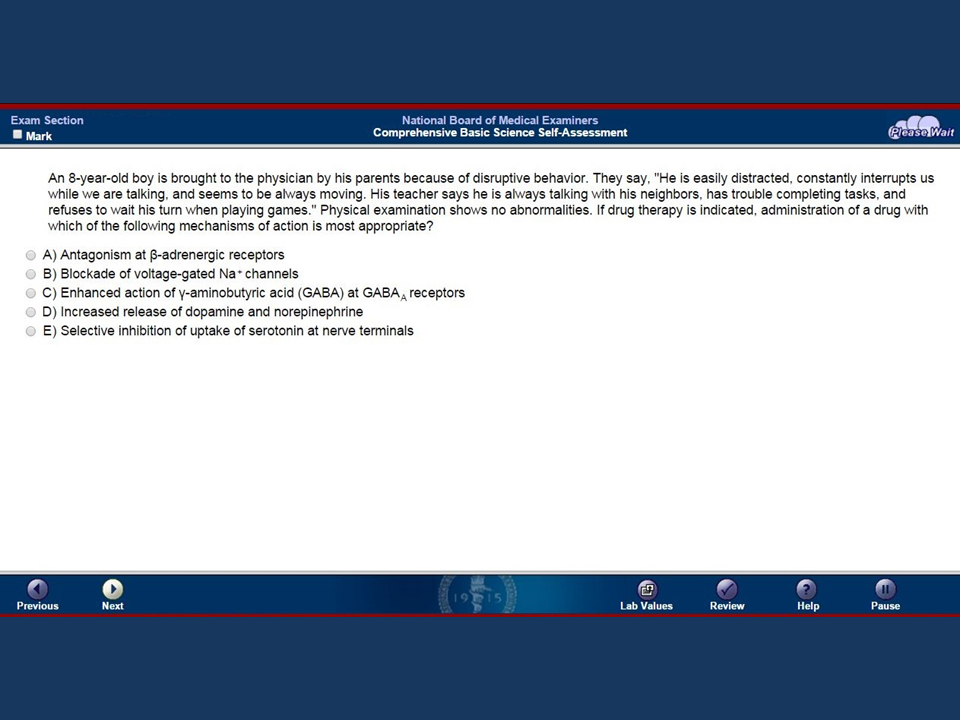 Exam Section
Mark
National Board of Medical Examiners
Comprehensive Basic Science Self-Assessment
Please Wait
An 8-year-old boy is brought to the physician by his parents because of disruptive behavior. They say, "He is easily distracted, constantly interrupts us
while we are talking, and seems to be always moving. His teacher says he is always talking with his neighbors, has trouble completing tasks, and
refuses to wait his turn when playing games." Physical examination shows no abnormalities. If drug therapy is indicated, administration of a drug with
which of the following mechanisms of action is most appropriate?
A) Antagonism at β-adrenergic receptors
B) Blockade of voltage-gated Na⁺ channels
C) Enhanced action of γ-aminobutyric acid (GABA) at GABA_A receptors
D) Increased release of dopamine and norepinephrine
E) Selective inhibition of uptake of serotonin at nerve terminals
Previous
Next
1915
Lab Values
Review
Help
Pause